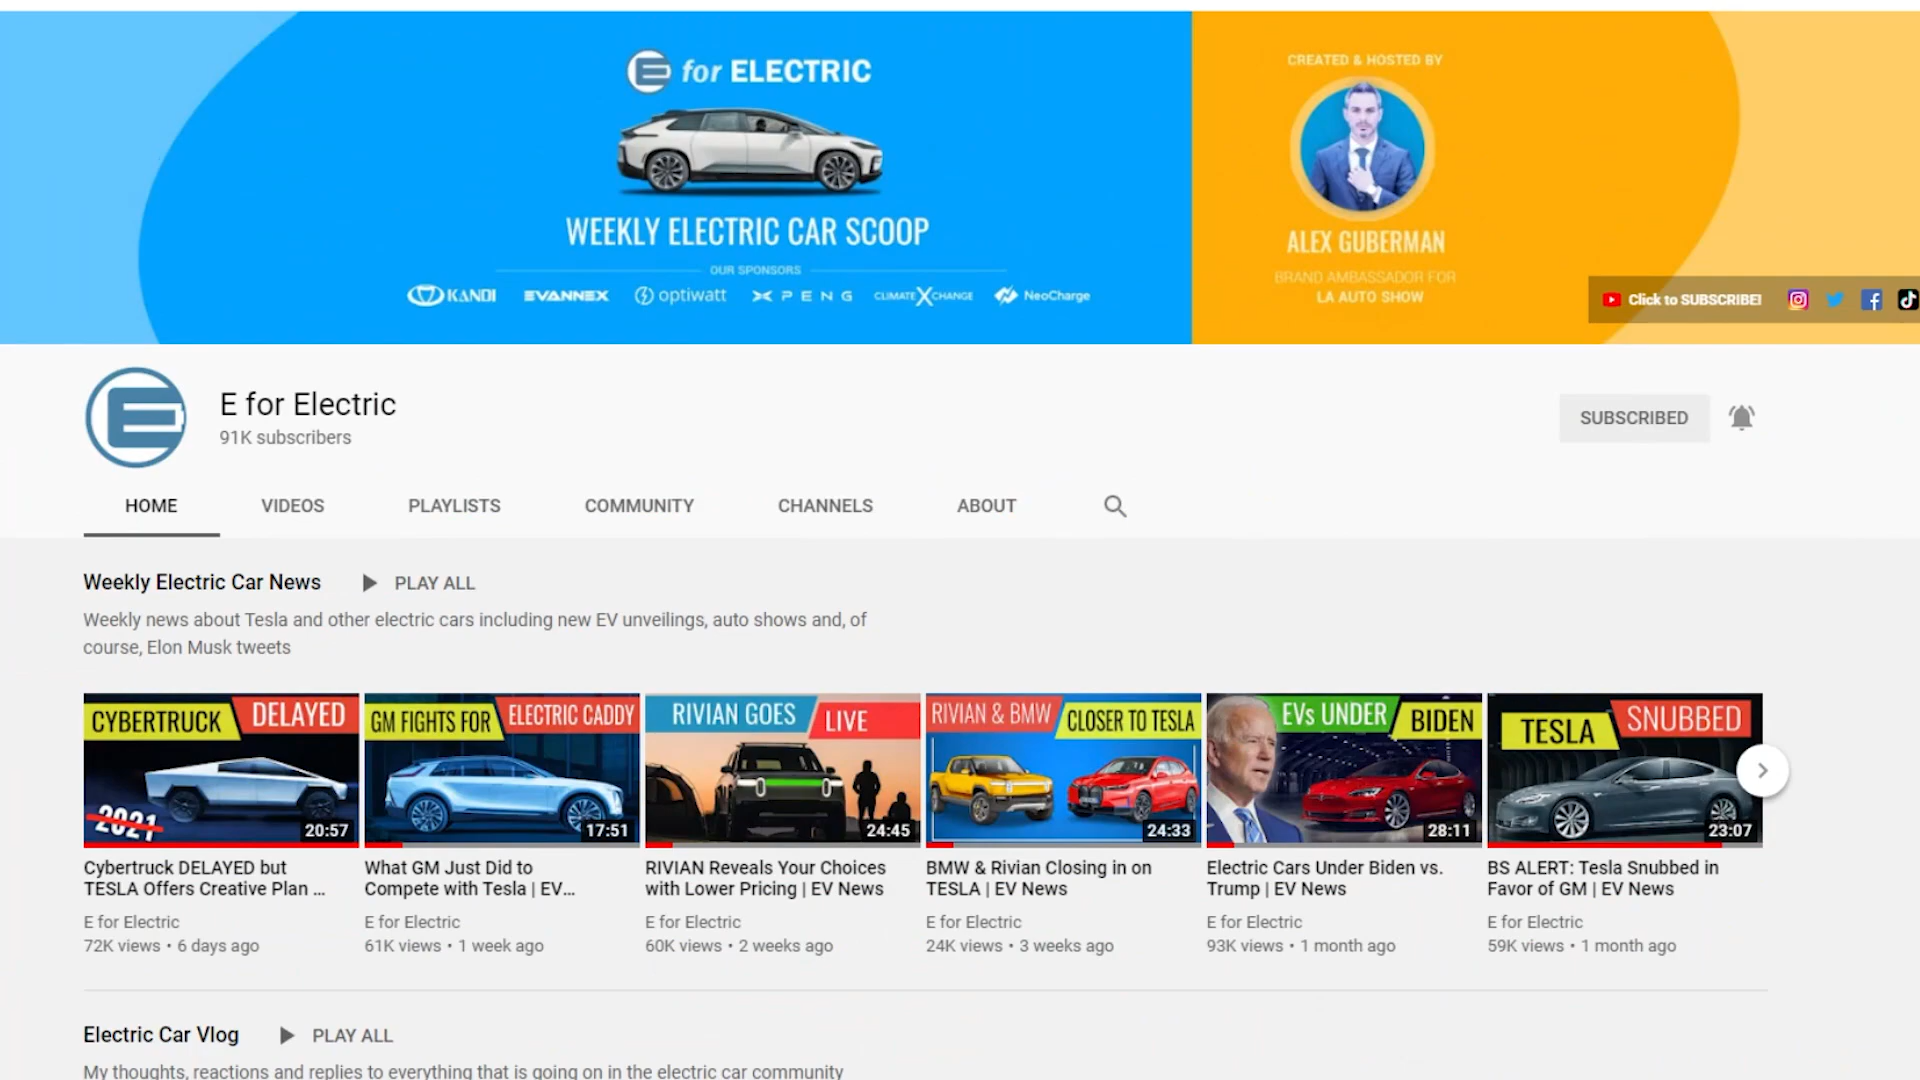 for ELECTRIC
WEEKLY ELECTRIC CAR SCOOP
OUR SPONSORS
KANDI EVANNEX optiwatt XPENG CLIMATEXCHANGE NeoCharge
CREATED & HOSTED BY
ALEX GUBERMAN
BRAND AMBASSADOR FOR
LA AUTO SHOW
Click to SUBSCRIBE!
E for Electric
91K subscribers
SUBSCRIBED
HOME VIDEOS PLAYLISTS COMMUNITY CHANNELS ABOUT
Weekly Electric Car News PLAY ALL
Weekly news about Tesla and other electric cars including new EV unveilings, auto shows and, of
course, Elon Musk tweets
CYBERTRUCK DELAYED
2021
20:57
Cybertruck DELAYED but
TESLA Offers Creative Plan ...
E for Electric
72K views • 6 days ago
GM FIGHTS FOR ELECTRIC CADDY
17:51
What GM Just Did to
Compete with Tesla | EV...
E for Electric
61K views • 1 week ago
RIVIAN GOES LIVE
24:45
RIVIAN Reveals Your Choices
with Lower Pricing | EV News
E for Electric
60K views • 2 weeks ago
RIVIAN & BMW CLOSER TO TESLA
24:33
BMW & Rivian Closing in on
TESLA | EV News
E for Electric
24K views • 3 weeks ago
EVs UNDER BIDEN
28:11
Electric Cars Under Biden vs.
Trump | EV News
E for Electric
93K views • 1 month ago
TESLA SNUBBED
23:07
BS ALERT: Tesla Snubbed in
Favor of GM | EV News
E for Electric
59K views • 1 month ago
Electric Car Vlog PLAY ALL
My thoughts, reactions and replies to everything that is going on in the electric car community